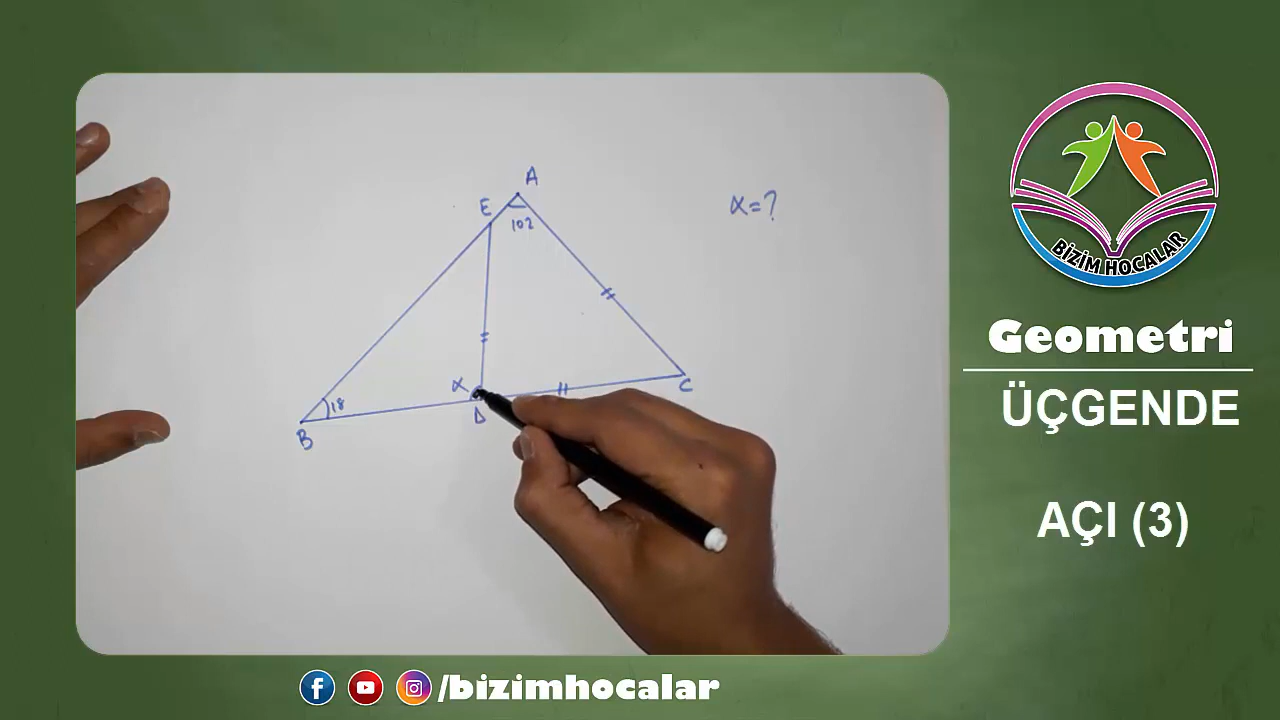 A
E
102
α=?
α
18
B
D
C
BİZİM HOCALAR
Geometri
ÜÇGENDE
AÇI (3)
/bizimhocalar